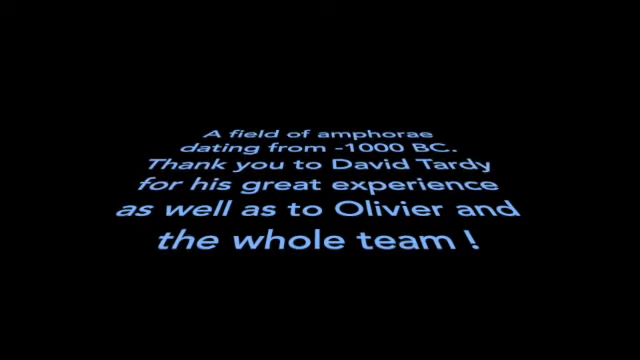 A field of amphorae
dating from -1000 BC.
Thank you to David Tardy
for his great experience
as well as to Olivier and
the whole team !